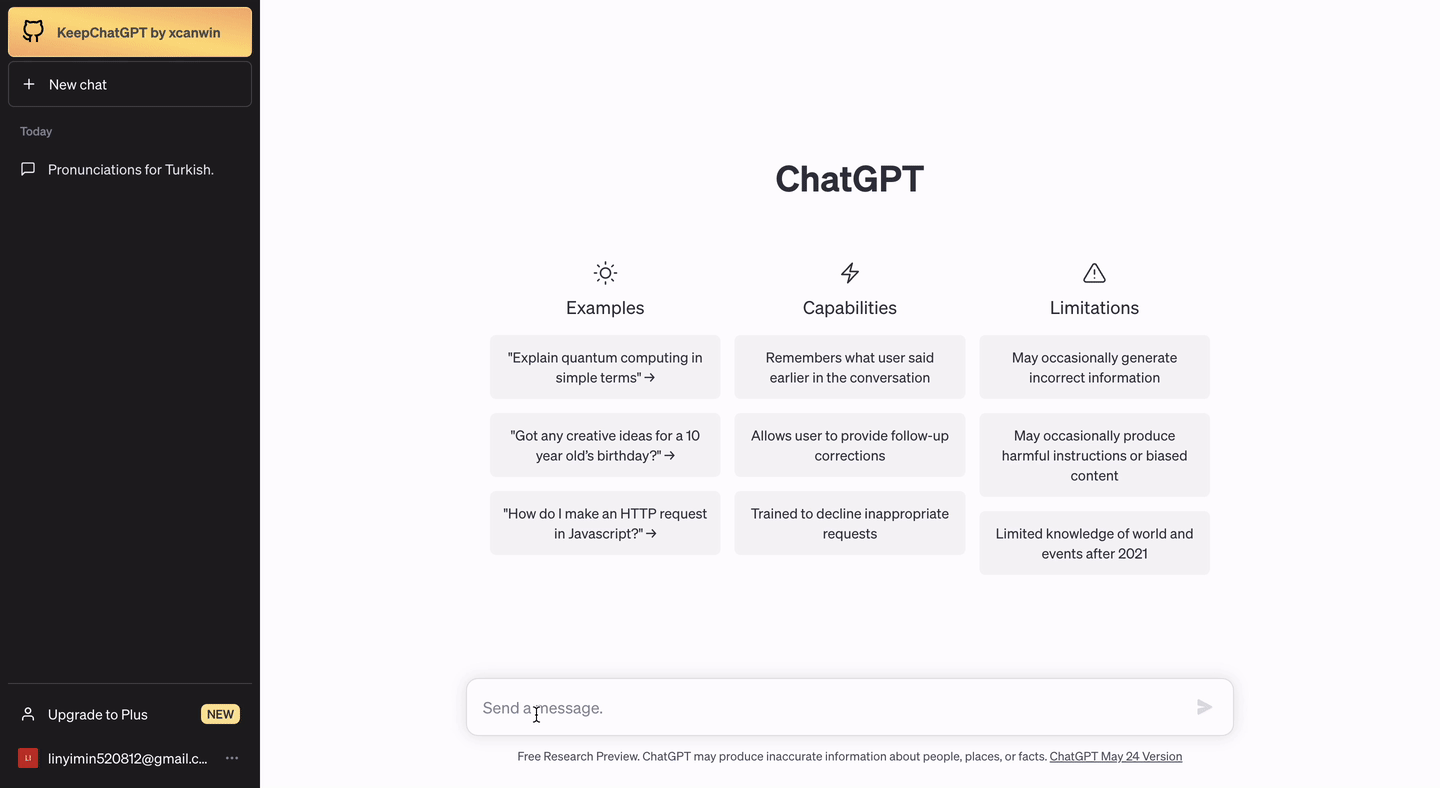 KeepChatGPT by xcanwin
New chat
Today
Pronunciations for Turkish.
Upgrade to Plus
NEW
LI
linyimin520812@gmail.c...
ChatGPT
Examples
"Explain quantum computing in
simple terms" →
"Got any creative ideas for a 10
year old's birthday?" →
"How do I make an HTTP request
in Javascript?" →
Capabilities
Remembers what user said
earlier in the conversation
Allows user to provide follow-up
corrections
Trained to decline inappropriate
requests
Limitations
May occasionally generate
incorrect information
May occasionally produce
harmful instructions or biased
content
Limited knowledge of world and
events after 2021
Send a message.
Free Research Preview. ChatGPT may produce inaccurate information about people, places, or facts. ChatGPT May 24 Version